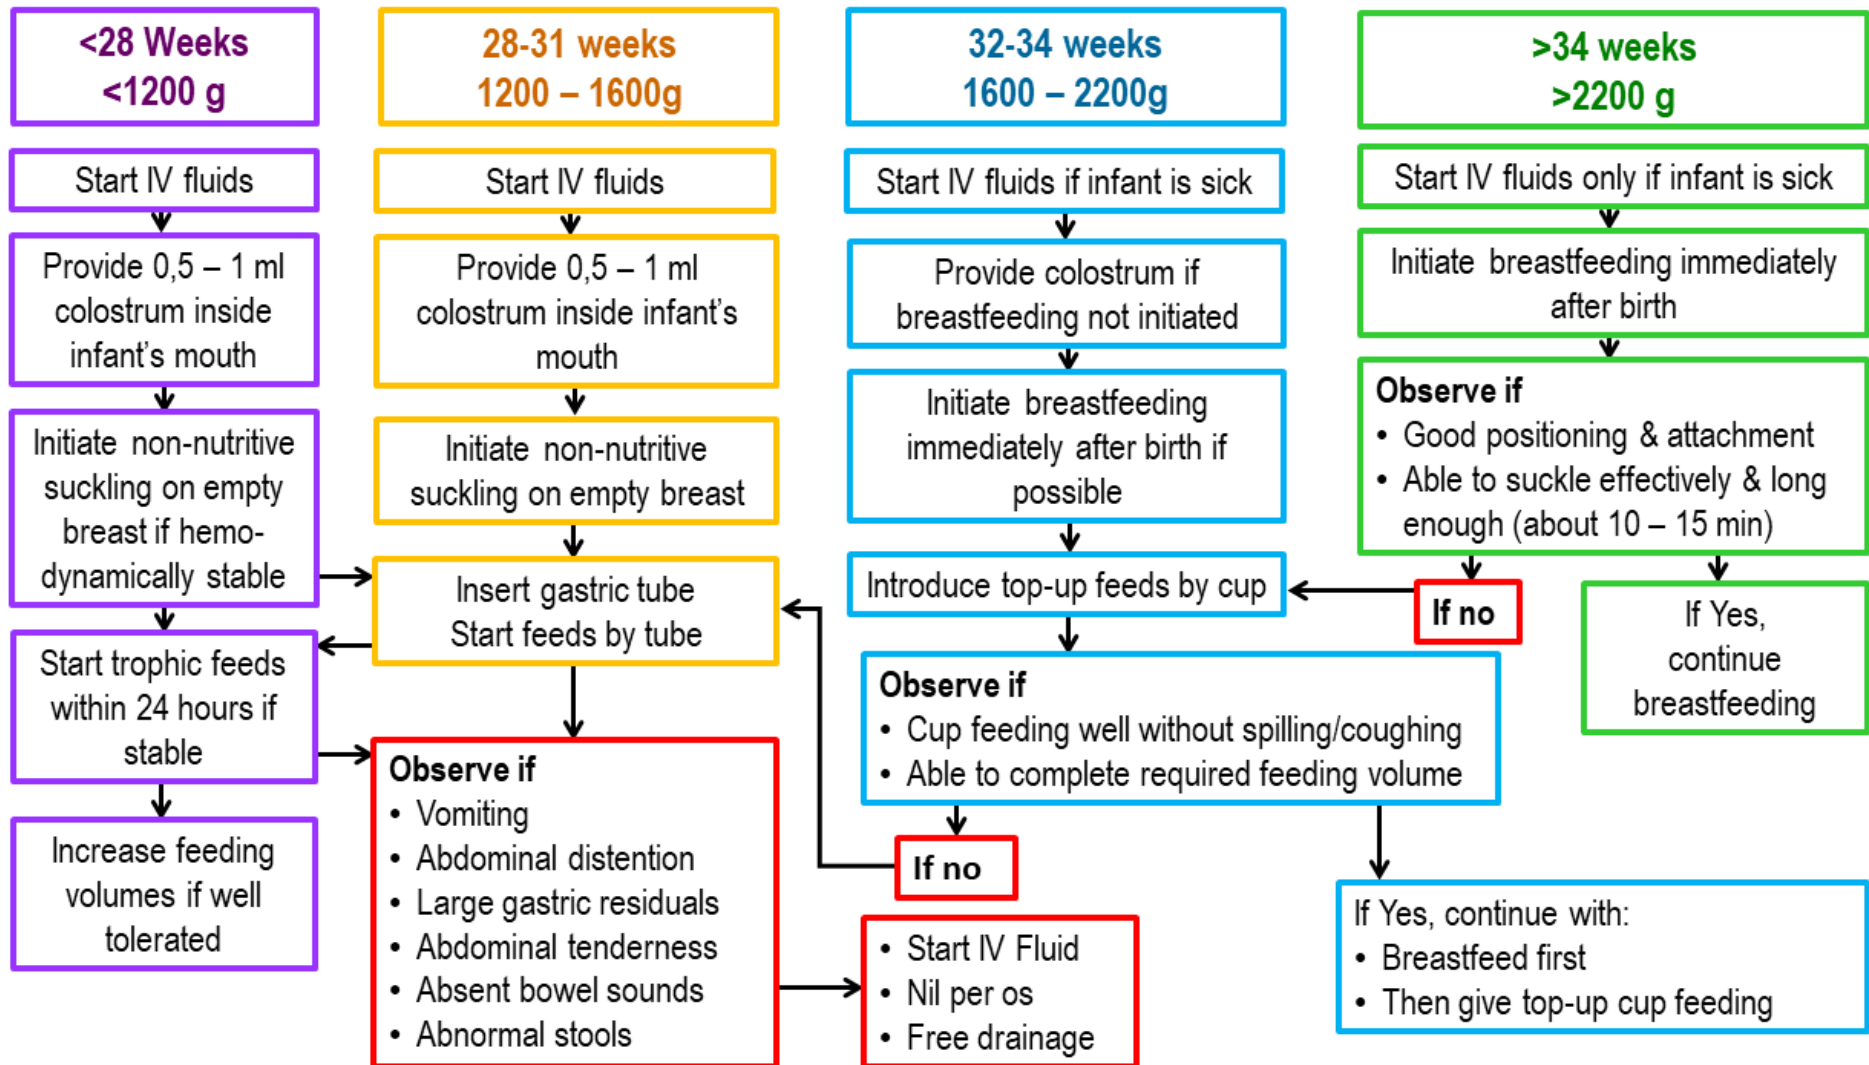 <28 Weeks
<1200 g
Start IV fluids
Provide 0,5 – 1 ml
colostrum inside
infant's mouth
Initiate non-nutritive
suckling on empty
breast if hemo-
dynamically stable
Start trophic feeds
within 24 hours if
stable
Increase feeding
volumes if well
tolerated
28-31 weeks
1200 – 1600g
Start IV fluids
Provide 0,5 – 1 ml
colostrum inside infant's
mouth
Initiate non-nutritive
suckling on empty breast
Insert gastric tube
Start feeds by tube
Observe if
• Vomiting
• Abdominal distention
• Large gastric residuals
• Abdominal tenderness
• Absent bowel sounds
• Abnormal stools
32-34 weeks
1600 – 2200g
Start IV fluids if infant is sick
Provide colostrum if
breastfeeding not initiated
Initiate breastfeeding
immediately after birth if
possible
Introduce top-up feeds by cup
Observe if
• Cup feeding well without spilling/coughing
• Able to complete required feeding volume
If no
• Start IV Fluid
• Nil per os
• Free drainage
If Yes, continue with:
• Breastfeed first
• Then give top-up cup feeding
>34 weeks
>2200 g
Start IV fluids only if infant is sick
Initiate breastfeeding immediately
after birth
Observe if
• Good positioning & attachment
• Able to suckle effectively & long
enough (about 10 – 15 min)
If no
If Yes,
continue
breastfeeding